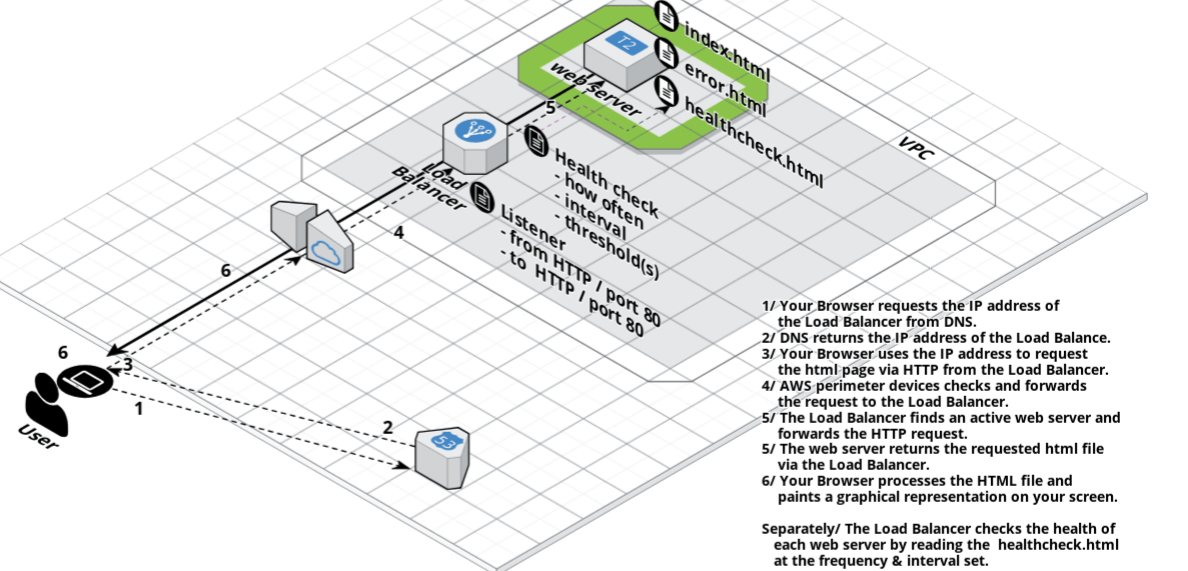 T2
index.html
error.html
healthcheck.html
web server
5
VPC
Load
Balancer
Health check
- how often
- interval
- threshold(s)
Listener
- from HTTP / port 80
- to HTTP / port 80
4
6
6
3
1
2
53
User
1/ Your Browser requests the IP address of
the Load Balancer from DNS.
2/ DNS returns the IP address of the Load Balance.
3/ Your Browser uses the IP address to request
the html page via HTTP from the Load Balancer.
4/ AWS perimeter devices checks and forwards
the request to the Load Balancer.
5/ The Load Balancer finds an active web server and
forwards the HTTP request.
5/ The web server returns the requested html file
via the Load Balancer.
6/ Your Browser processes the HTML file and
paints a graphical representation on your screen.
Separately/ The Load Balancer checks the health of
each web server by reading the healthcheck.html
at the frequency & interval set.